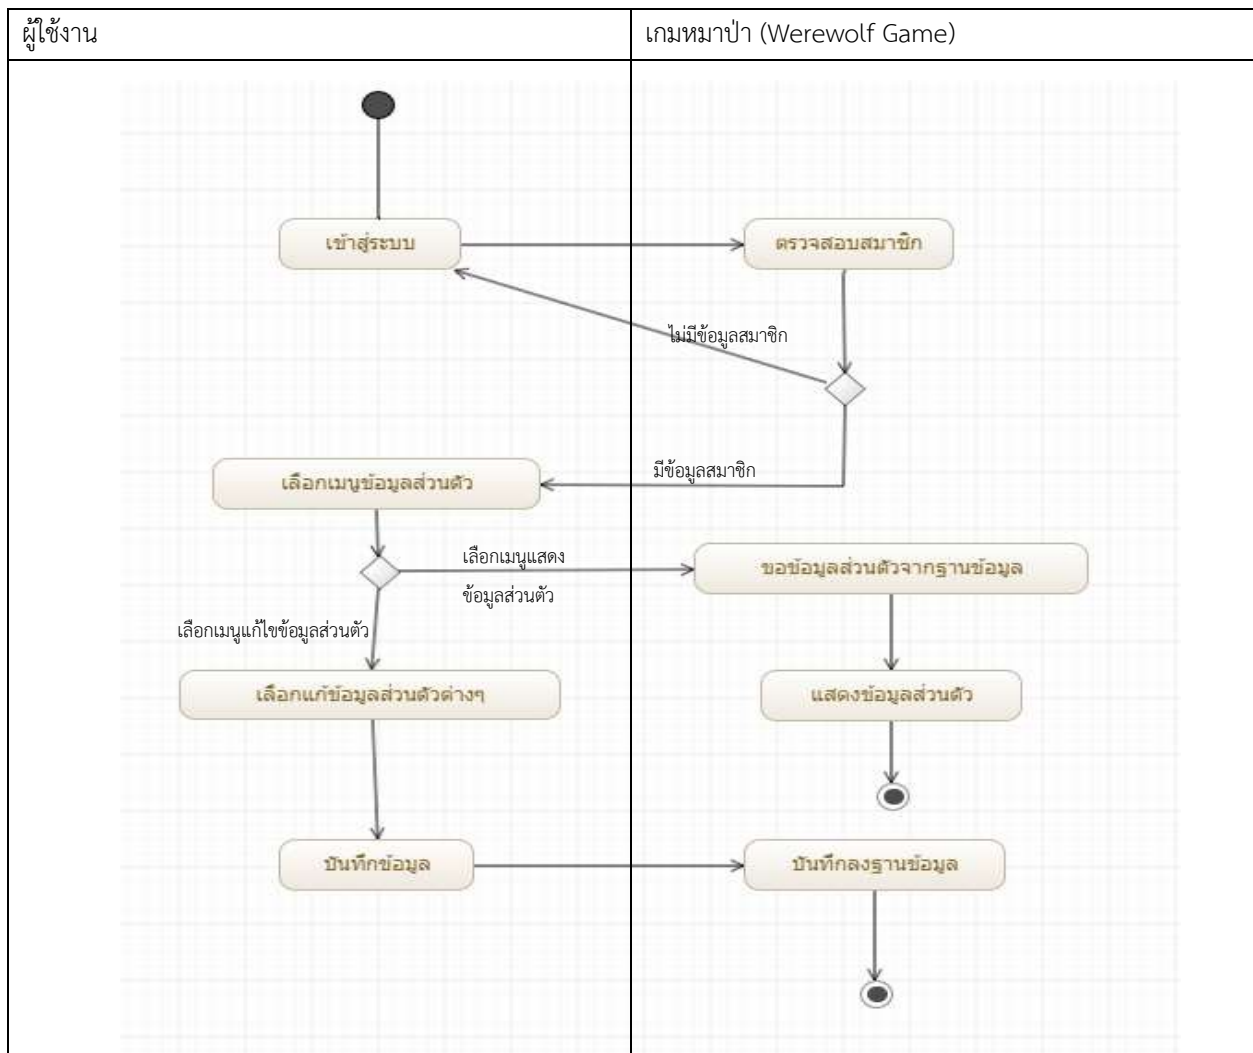 ผู้ใช้งาน
เกมหมาป่า (Werewolf Game)
เข้าสู่ระบบ
ตรวจสอบสมาชิก
ไม่มีข้อมูลสมาชิก
มีข้อมูลสมาชิก
เลือกเมนูข้อมูลส่วนตัว
เลือกเมนูแสดง
ข้อมูลส่วนตัว
ขอข้อมูลส่วนตัวจากฐานข้อมูล
เลือกเมนูแก้ไขข้อมูลส่วนตัว
เลือกแก้ข้อมูลส่วนตัวต่างๆ
แสดงข้อมูลส่วนตัว
บันทึกข้อมูล
บันทึกลงฐานข้อมูล